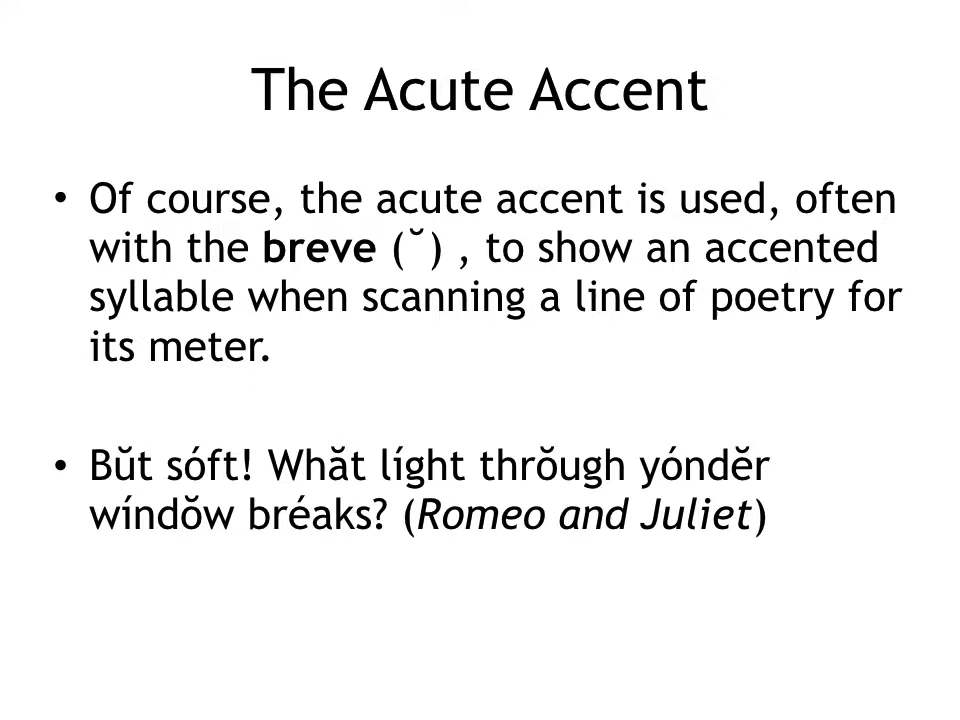 The Acute Accent
• Of course, the acute accent is used, often
with the breve (˘) , to show an accented
syllable when scanning a line of poetry for
its meter.
• Bŭt sóft! Whăt líght thrŏugh yóndĕr
wíndŏw bréaks? (Romeo and Juliet)